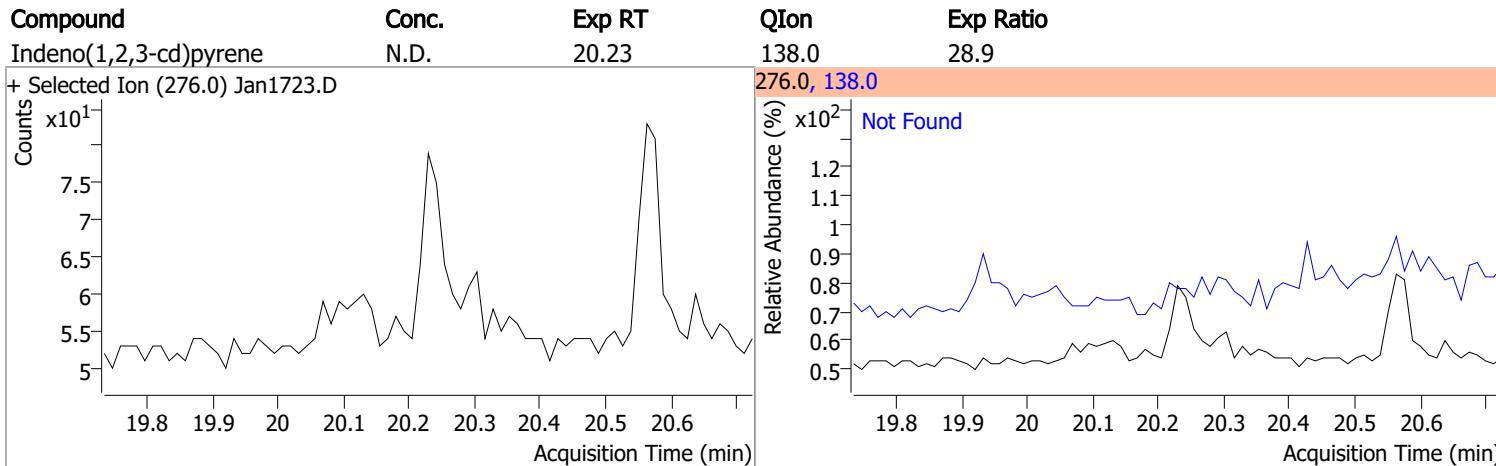 Compound Conc. Exp RT QIon Exp Ratio
Indeno(1,2,3-cd)pyrene N.D. 20.23 138.0 28.9
+ Selected Ion (276.0) Jan1723.D
Counts
x10¹
7.5
7
6.5
6
5.5
5
19.8 19.9 20 20.1 20.2 20.3 20.4 20.5 20.6
Acquisition Time (min)
276.0, 138.0
Relative Abundance (%)
x10²
Not Found
1.2
1.1
1
0.9
0.8
0.7
0.6
0.5
19.8 19.9 20 20.1 20.2 20.3 20.4 20.5 20.6
Acquisition Time (min)